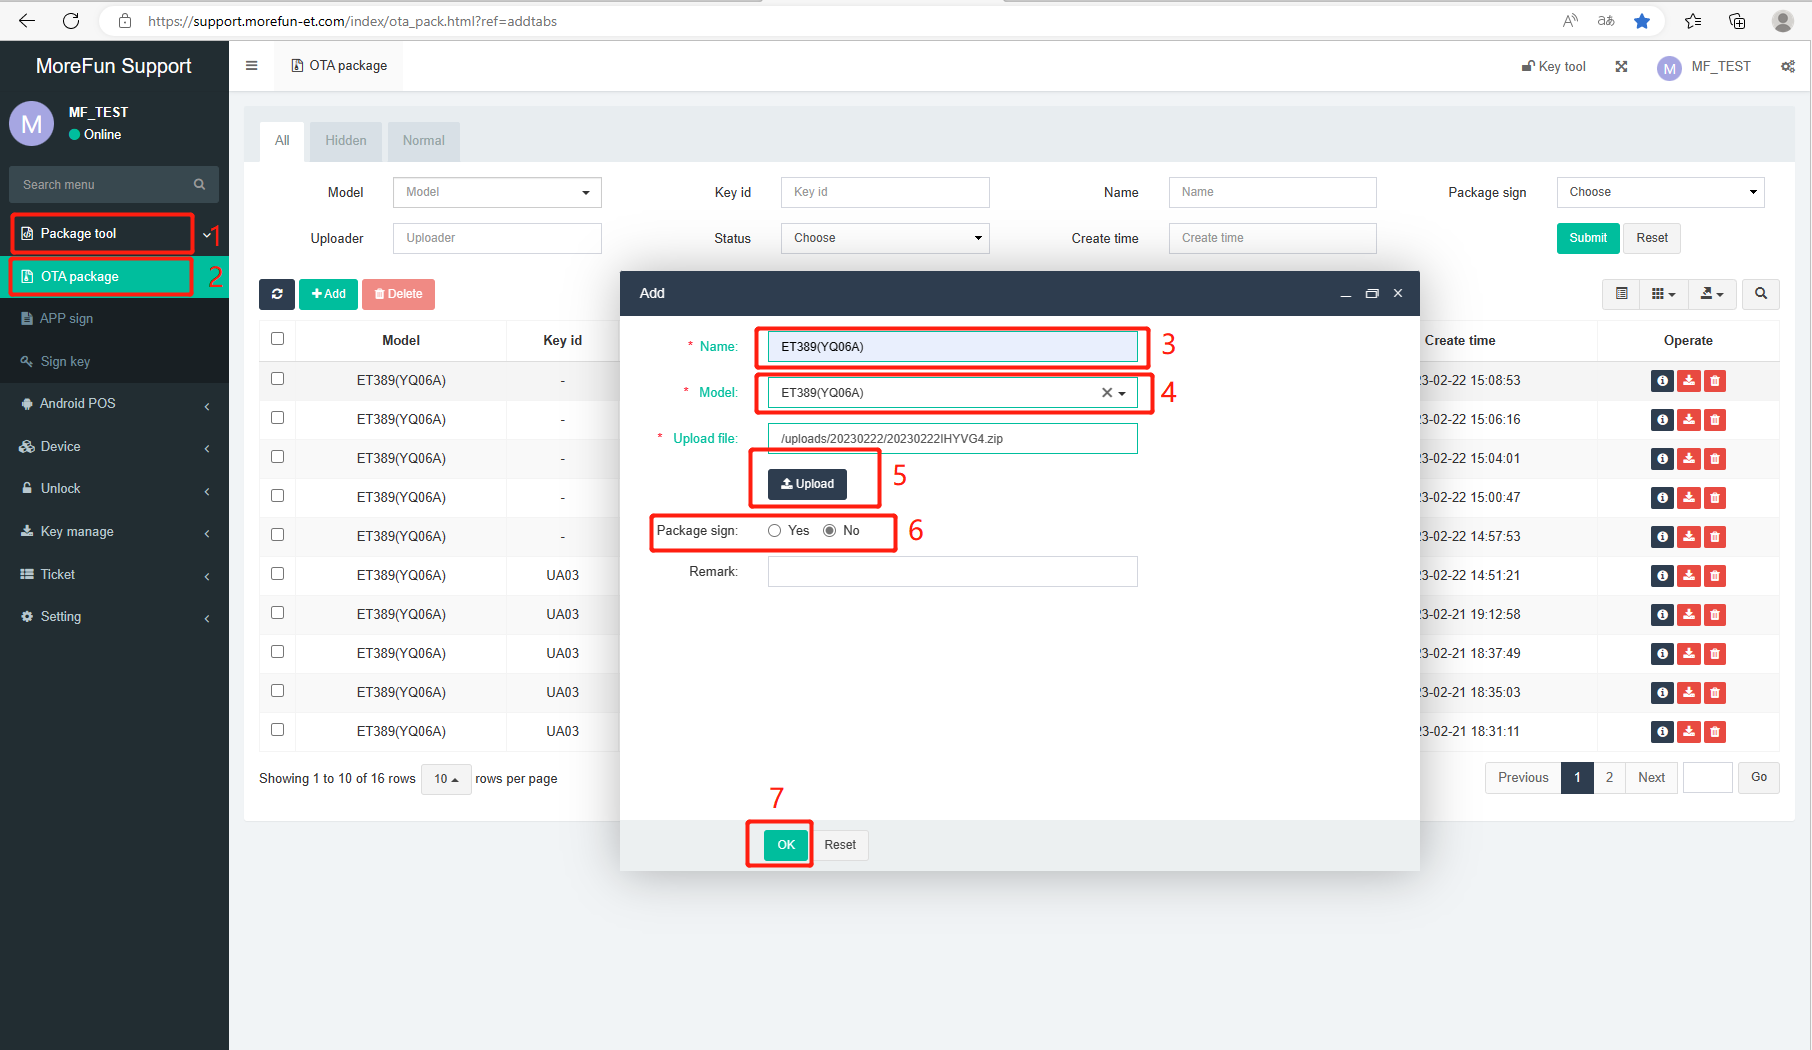 https://support.morefun-et.com/index/ota_pack.html?ref=addtabs
MoreFun Support
OTA package
Key tool
M
MF_TEST
M
MF_TEST
Online
Search menu
Package tool
1
OTA package
2
APP sign
Sign key
Android POS
Device
Unlock
Key manage
Ticket
Setting
All
Hidden
Normal
Model
Model
Key id
Key id
Name
Name
Package sign
Choose
Uploader
Uploader
Status
Choose
Create time
Create time
Submit
Reset
Add
Delete
Model
Key id
Create time
Operate
ET389(YQ06A)
-
3-02-22 15:08:53
ET389(YQ06A)
-
3-02-22 15:06:16
ET389(YQ06A)
-
3-02-22 15:04:01
ET389(YQ06A)
-
3-02-22 15:00:47
ET389(YQ06A)
-
3-02-22 14:57:53
ET389(YQ06A)
UA03
3-02-22 14:51:21
ET389(YQ06A)
UA03
3-02-21 19:12:58
ET389(YQ06A)
UA03
3-02-21 18:37:49
ET389(YQ06A)
UA03
3-02-21 18:35:03
ET389(YQ06A)
UA03
3-02-21 18:31:11
Showing 1 to 10 of 16 rows
10
rows per page
Previous
1
2
Next
Go
Add
* Name:
ET389(YQ06A)
3
* Model:
ET389(YQ06A)
4
* Upload file:
/uploads/20230222/20230222IHYVG4.zip
Upload
5
Package sign:
Yes
No
6
Remark:
7
OK
Reset